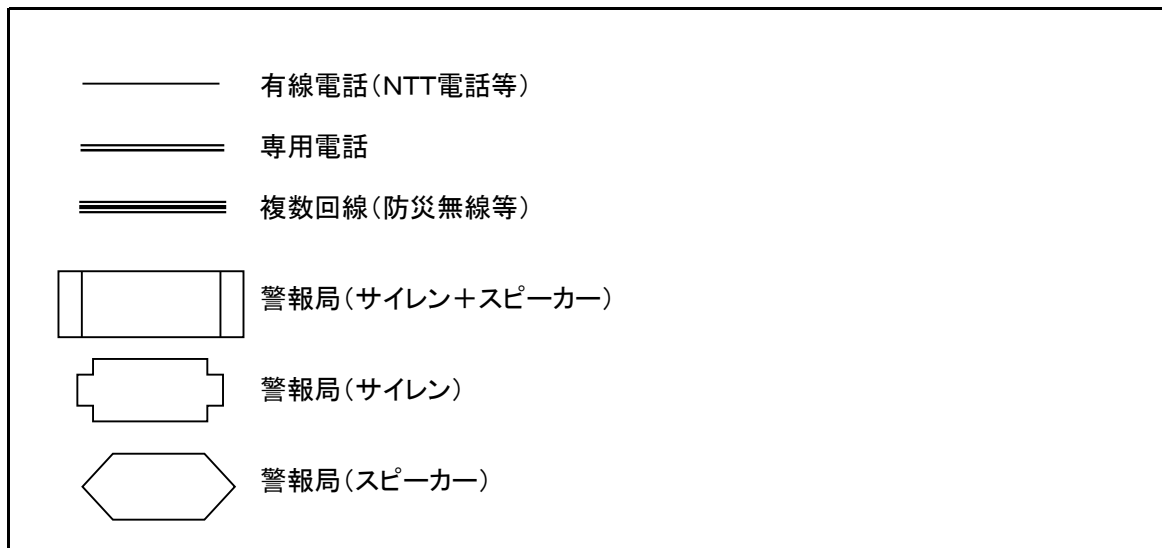 有線電話(NTT電話等)
専用電話
複数回線(防災無線等)
警報局(サイレン+スピーカー)
警報局(サイレン)
警報局(スピーカー)